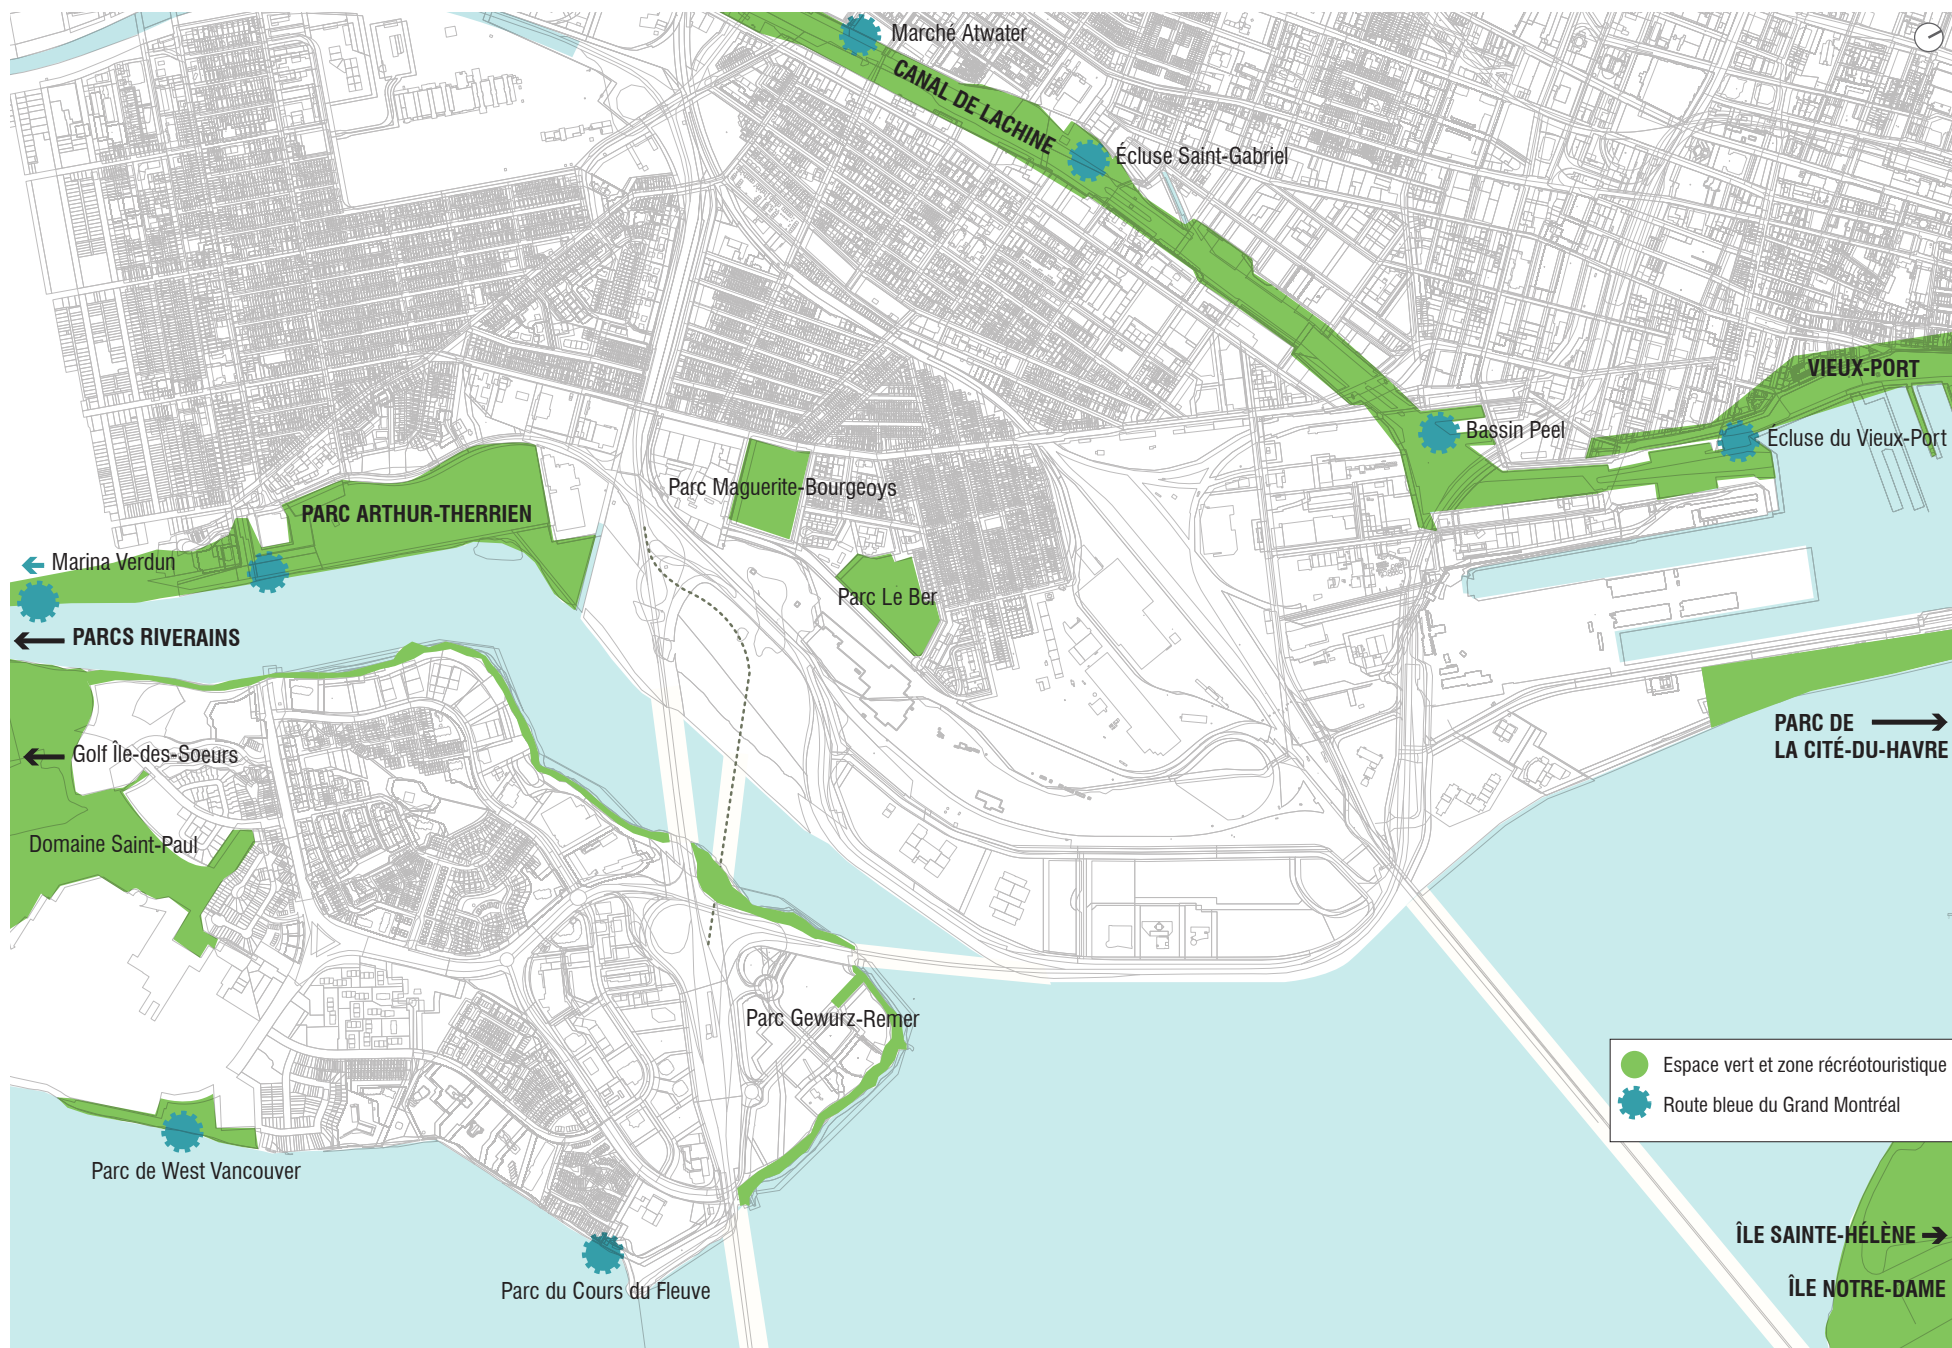 Marché Atwater
CANAL DE LACHINE
Écluse Saint-Gabriel
VIEUX-PORT
Bassin Peel
Écluse du Vieux-Port
Parc Maguerite-Bourgeoys
PARC ARTHUR-THERRIEN
Marina Verdun
Parc Le Ber
PARCS RIVERAINS
PARC DE
LA CITÉ-DU-HAVRE
Golf Île-des-Soeurs
Domaine Saint-Paul
Parc Gewurz-Remer
Espace vert et zone récréotouristique
Route bleue du Grand Montréal
Parc de West Vancouver
ÎLE SAINTE-HÉLÈNE
Parc du Cours du Fleuve
ÎLE NOTRE-DAME